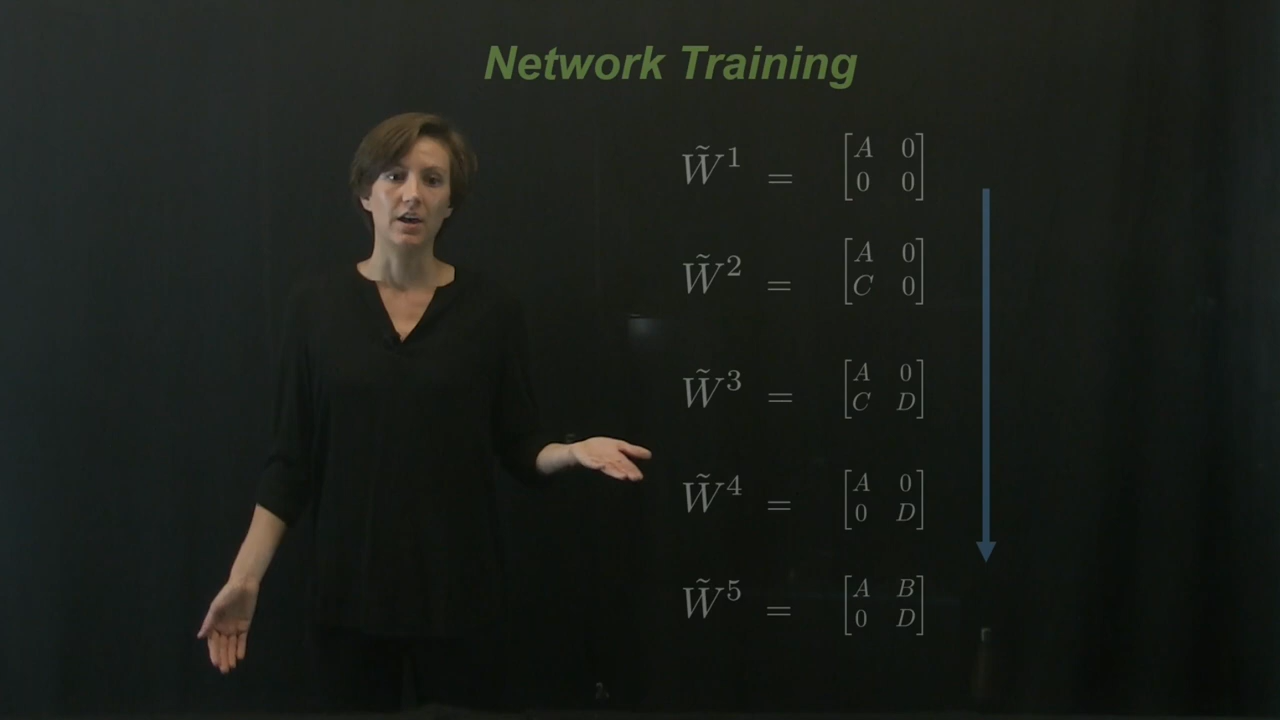 Network Training
W̃¹ = [A 0
0 0]
W̃² = [A 0
C 0]
W̃³ = [A 0
C D]
W̃⁴ = [A 0
0 D]
W̃⁵ = [A B
0 D]